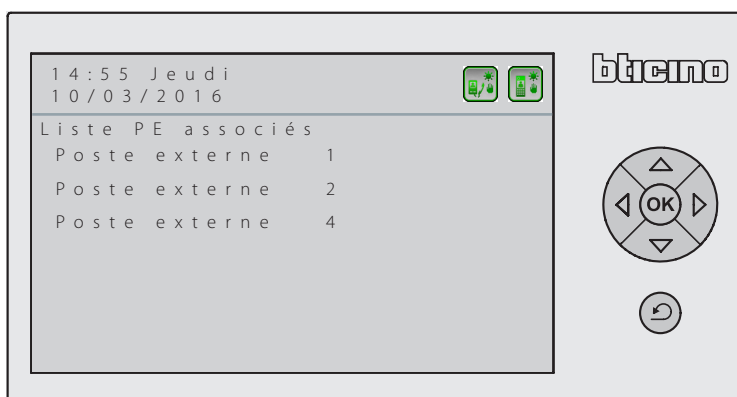 14:55 Jeudi
10/03/2016
bticino
Liste PE associés
Poste externe 1
Poste externe 2
Poste externe 4
OK